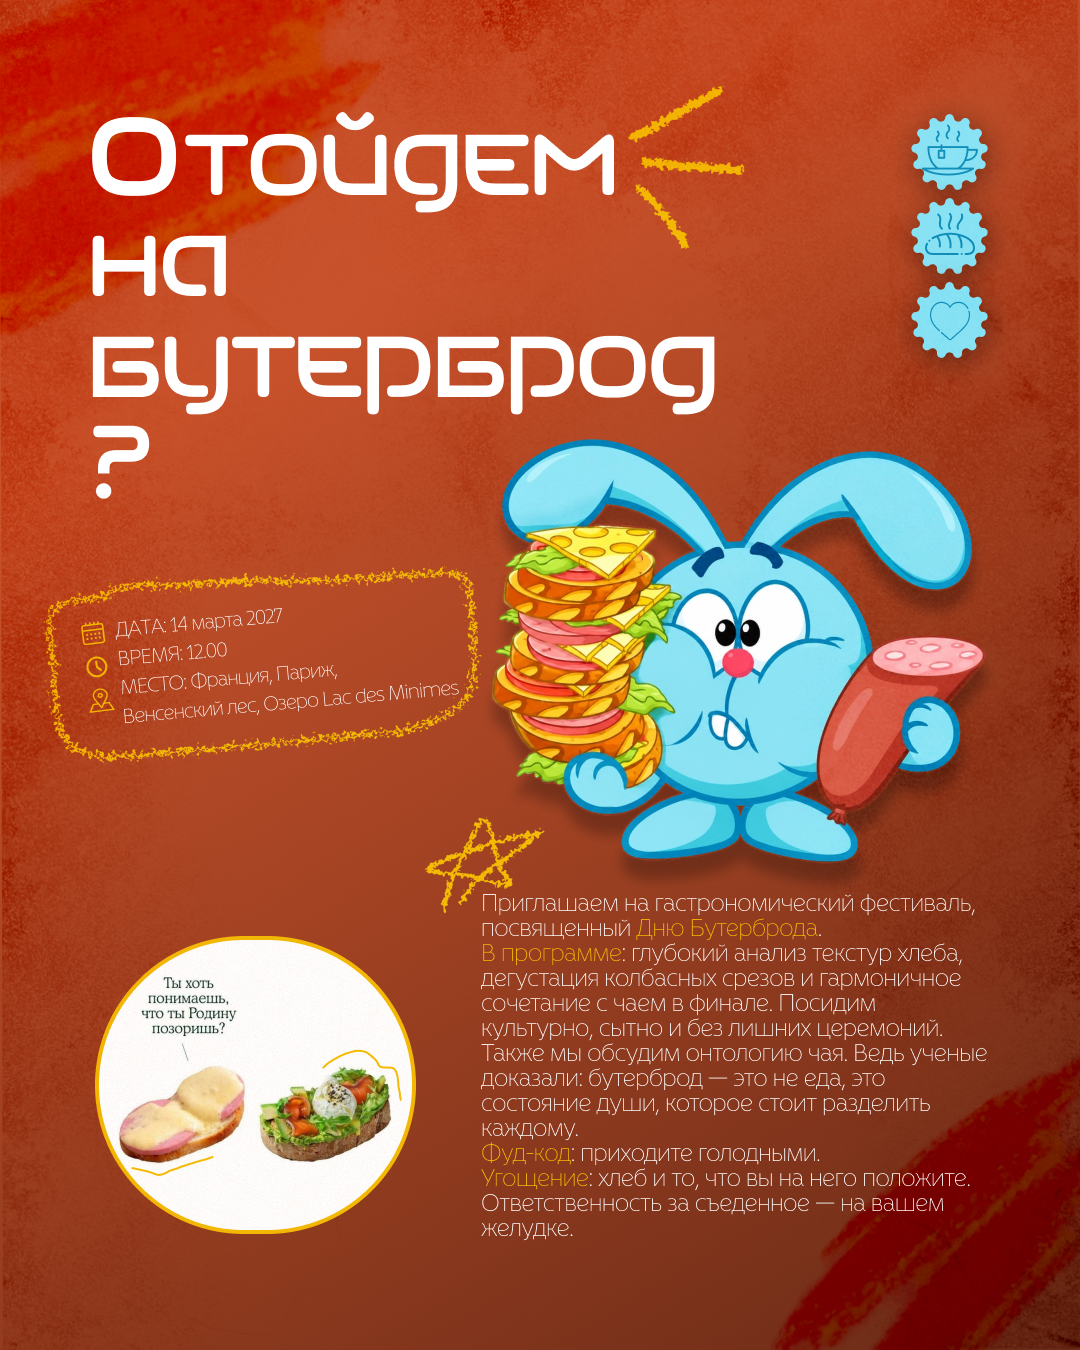 Отойдем
на
бутерброд
?
ДАТА: 14 марта 2027
ВРЕМЯ: 12.00
МЕСТО: Франция, Париж,
Венсенский лес, Озеро Lac des Minimes
Приглашаем на гастрономический фестиваль,
посвященный Дню Бутерброда.
В программе: глубокий анализ текстур хлеба,
дегустация колбасных срезов и гармоничное
сочетание с чаем в финале. Посидим
культурно, сытно и без лишних церемоний.
Также мы обсудим онтологию чая. Ведь ученые
доказали: бутерброд — это не еда, это
состояние души, которое стоит разделить
каждому.
Фуд-код: приходите голодными.
Угощение: хлеб и то, что вы на него положите.
Ответственность за съеденное — на вашем
желудке.
Ты хоть
понимаешь,
что ты Родину
позоришь?